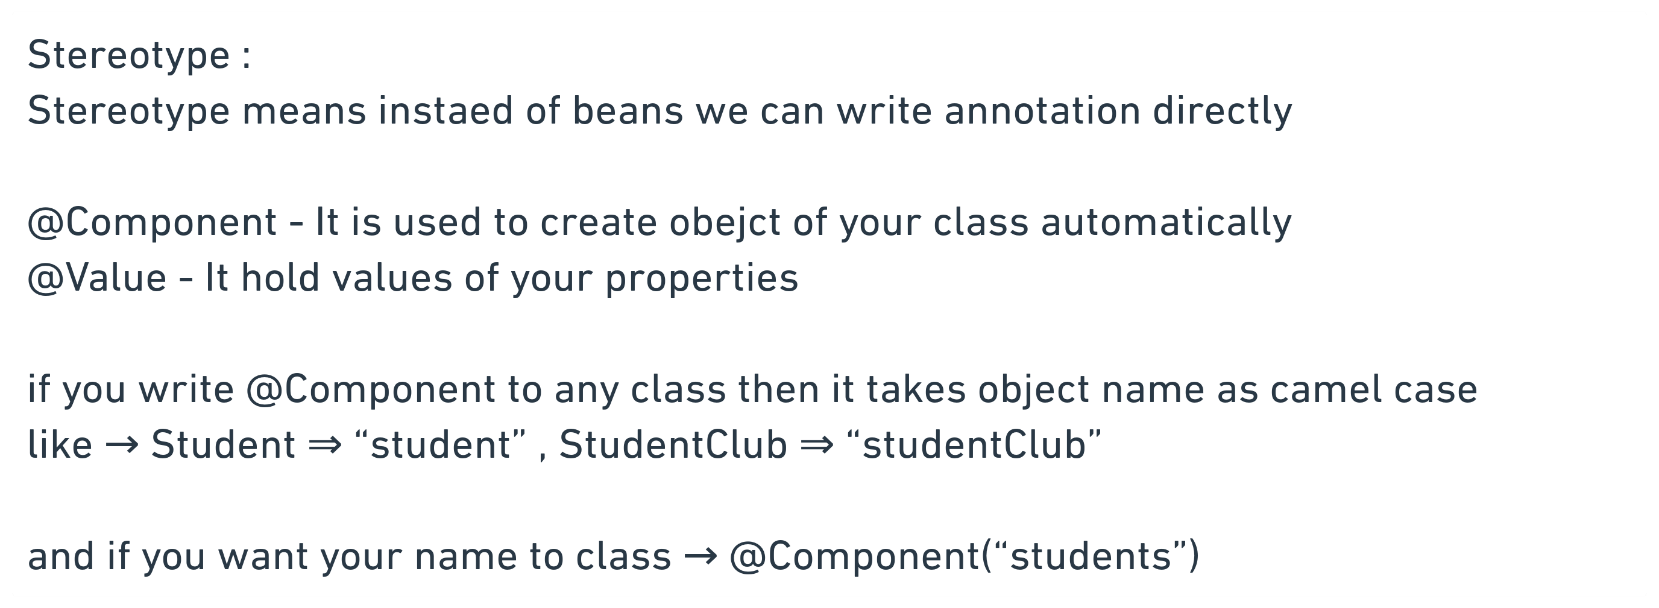 Stereotype :
Stereotype means instaed of beans we can write annotation directly
@Component - It is used to create obejct of your class automatically
@Value - It hold values of your properties
if you write @Component to any class then it takes object name as camel case
like → Student ⇒ “student” , StudentClub ⇒ “studentClub”
and if you want your name to class → @Component(“students”)